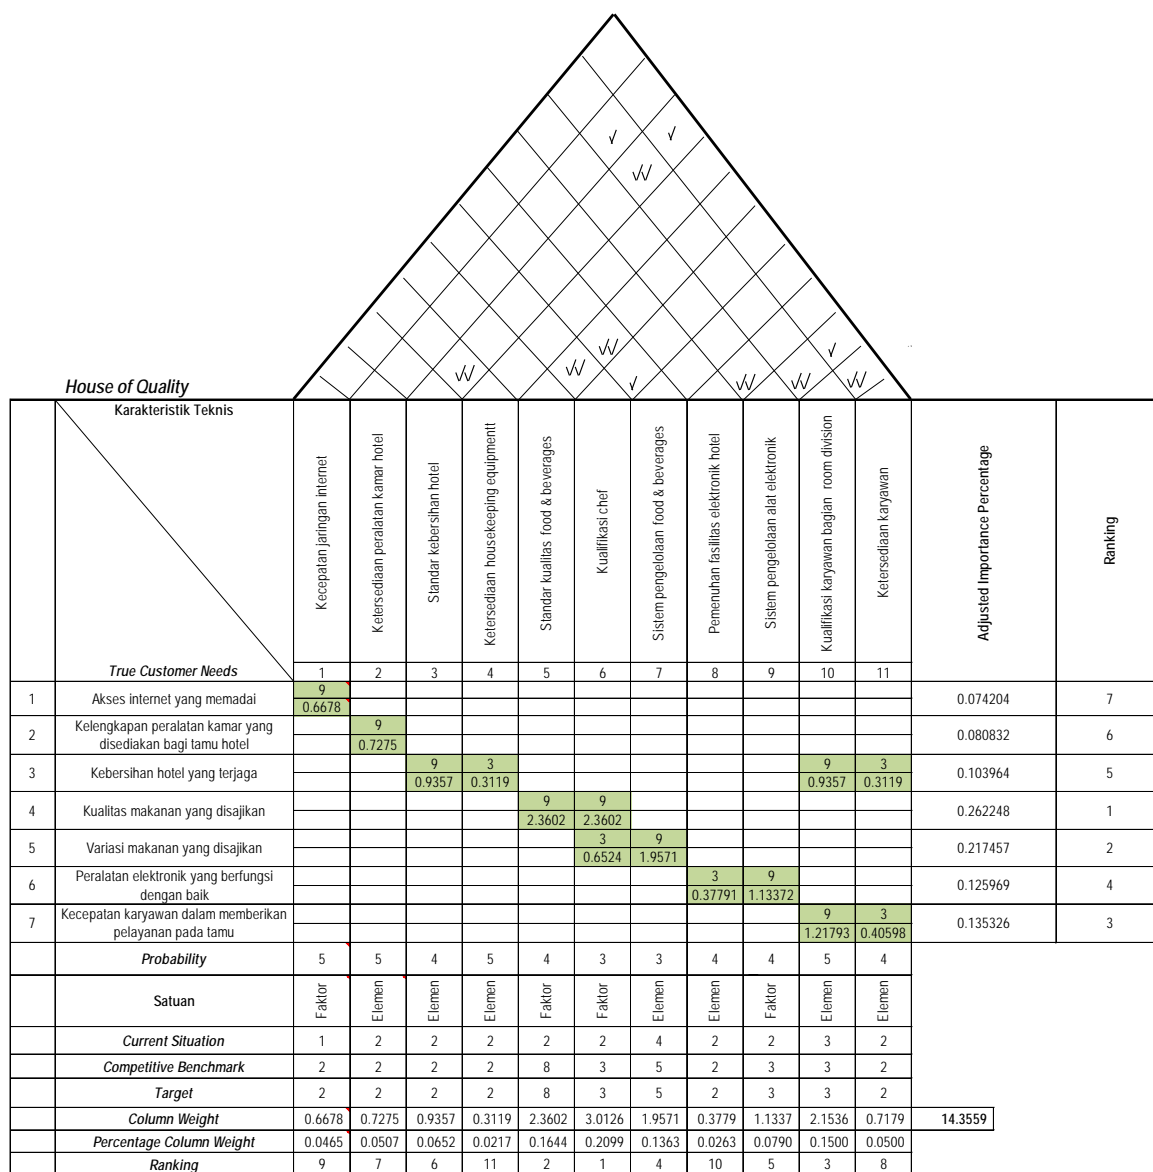 House of Quality
Karakteristik Teknis
True Customer Needs
Kecepatan jaringan internet
Ketersediaan peralatan kamar hotel
Standar kebersihan hotel
Ketersediaan housekeeping equipmentt
Standar kualitas food & beverages
Kualifikasi chef
Sistem pengelolaan food & beverages
Pemenuhan fasilitas elektronik hotel
Sistem pengelolaan alat elektronik
Kualifikasi karyawan bagian room division
Ketersediaan karyawan
Adjusted Importance Percentage
Ranking
1 2 3 4 5 6 7 8 9 10 11
1 Akses internet yang memadai 0.074204 7
9
0.6678
2 Kelengkapan peralatan kamar yang
disediakan bagi tamu hotel 0.080832 6
9
0.7275
3 Kebersihan hotel yang terjaga 0.103964 5
9 3 9 3
0.9357 0.3119 0.9357 0.3119
4 Kualitas makanan yang disajikan 0.262248 1
9 9
2.3602 2.3602
5 Variasi makanan yang disajikan 0.217457 2
3 9
0.6524 1.9571
6 Peralatan elektronik yang berfungsi
dengan baik 0.125969 4
3 9
0.37791 1.13372
7 Kecepatan karyawan dalam memberikan
pelayanan pada tamu 0.135326 3
9 3
1.21793 0.40598
Probability 5 5 4 5 4 3 3 4 4 5 4
Satuan Faktor Elemen Elemen Elemen Faktor Faktor Elemen Elemen Faktor Elemen Elemen
Current Situation 1 2 2 2 2 2 4 2 2 3 2
Competitive Benchmark 2 2 2 2 8 3 5 2 3 3 2
Target 2 2 2 2 8 3 5 2 3 3 2
Column Weight 0.6678 0.7275 0.9357 0.3119 2.3602 3.0126 1.9571 0.3779 1.1337 2.1536 0.7179 14.3559
Percentage Column Weight 0.0465 0.0507 0.0652 0.0217 0.1644 0.2099 0.1363 0.0263 0.0790 0.1500 0.0500
Ranking 9 7 6 11 2 1 4 10 5 3 8